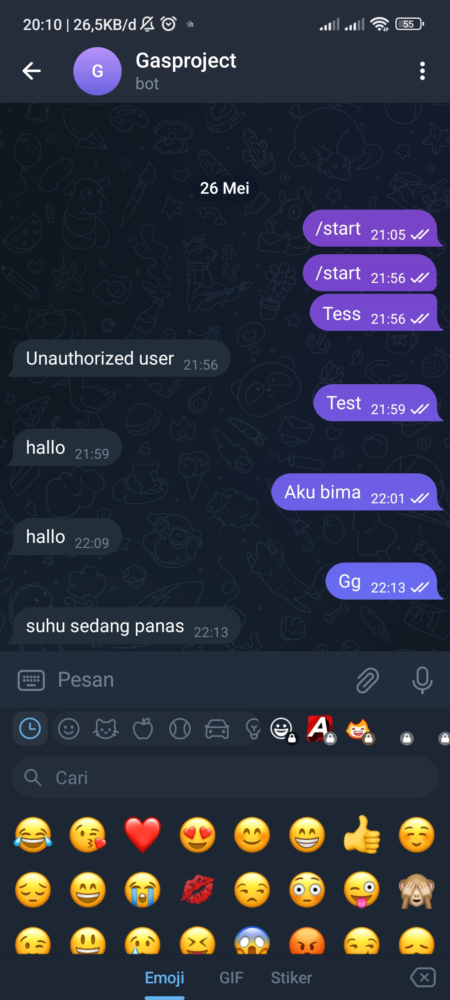 20:10 | 26,5KB/d
55
G
Gasproject
bot
26 Mei
/start 21:05
/start 21:56
Tess 21:56
Unauthorized user 21:56
Test 21:59
hallo 21:59
Aku bima 22:01
hallo 22:09
Gg 22:13
suhu sedang panas 22:13
Pesan
A
Cari
Emoji GIF Stiker